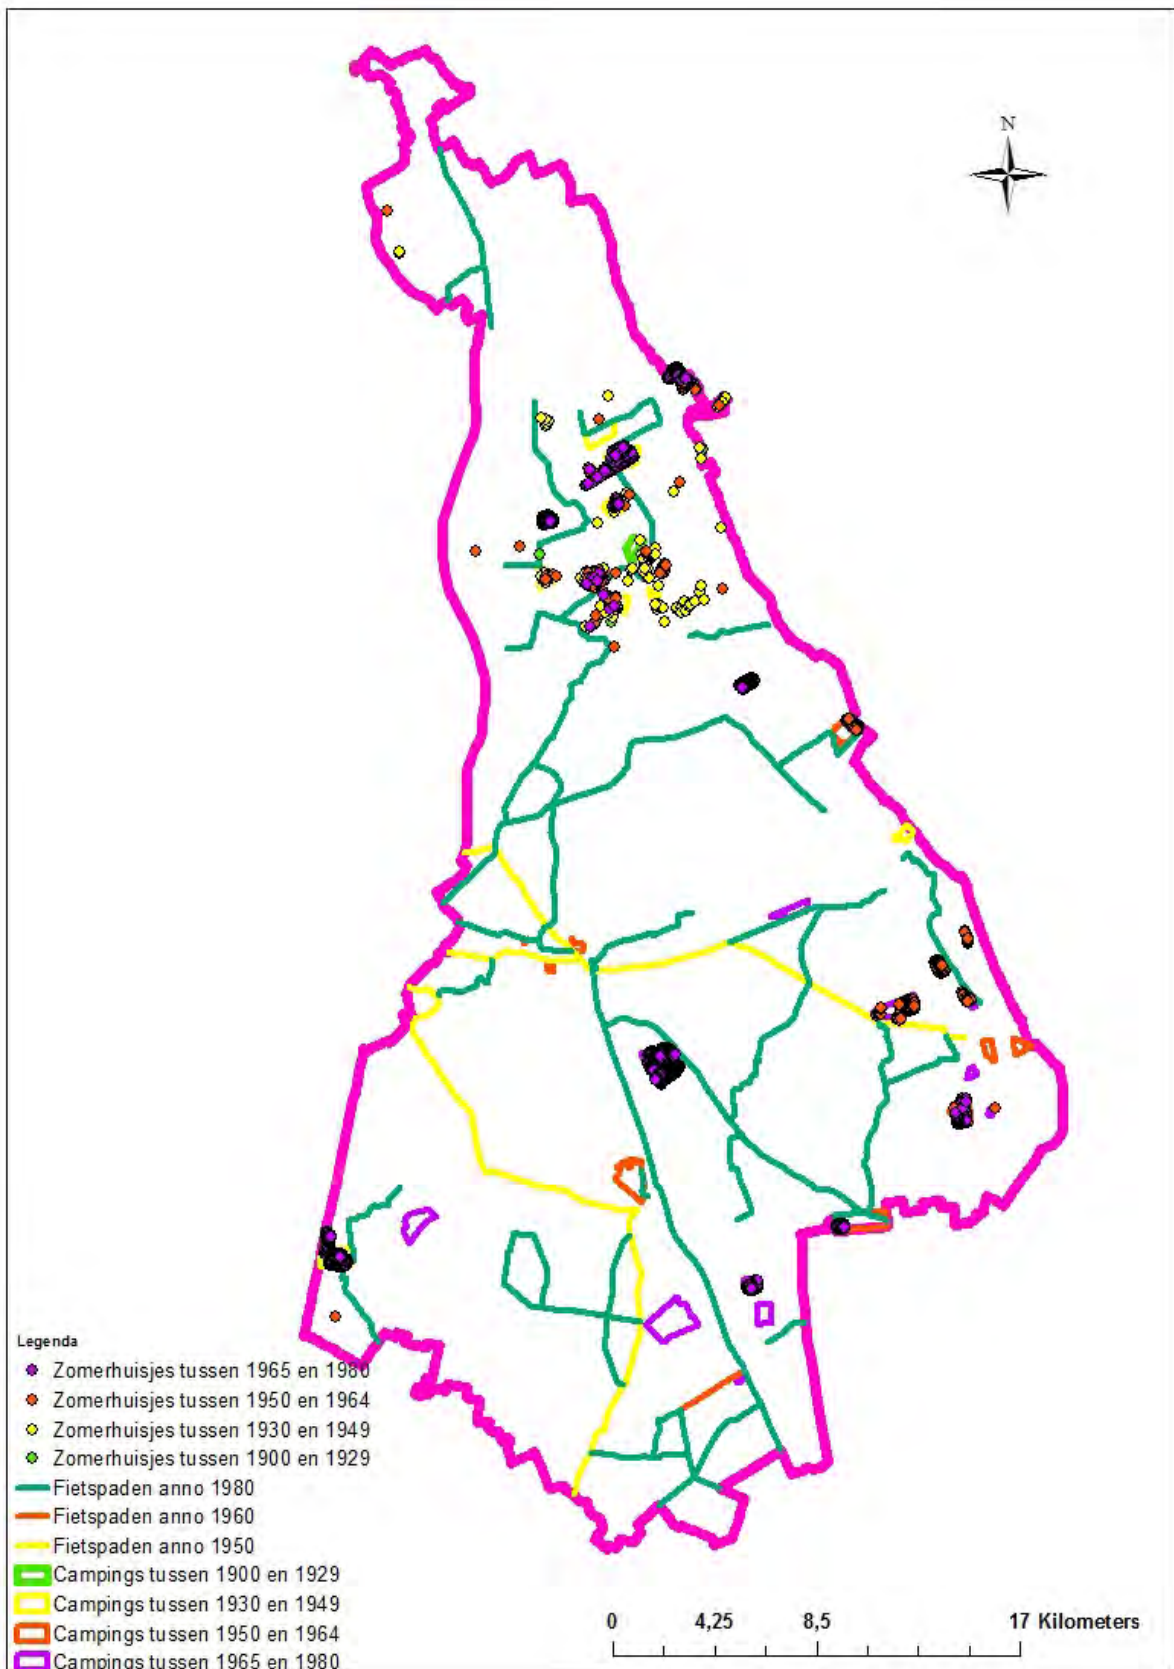 N
Legenda
Zomerhuisjes tussen 1965 en 1980
Zomerhuisjes tussen 1950 en 1964
Zomerhuisjes tussen 1930 en 1949
Zomerhuisjes tussen 1900 en 1929
Fietspaden anno 1980
Fietspaden anno 1960
Fietspaden anno 1950
Campings tussen 1900 en 1929
Campings tussen 1930 en 1949
Campings tussen 1950 en 1964
Campings tussen 1965 en 1980
0 4,25 8,5 17 Kilometers